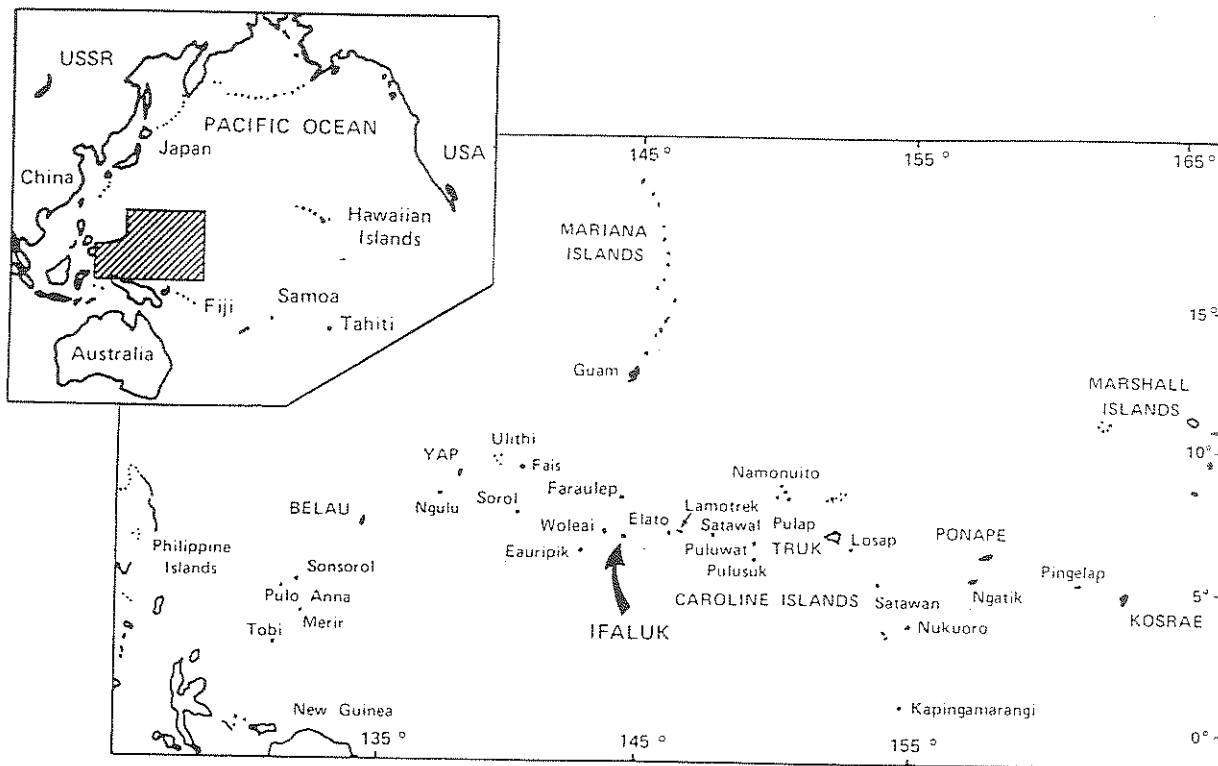 USSR
PACIFIC OCEAN
Japan
USA
China
Hawaiian
Islands
Samoa
Fiji
Tahiti
Australia
145°
155°
165°
MARIANA
ISLANDS
15°
Guam
MARSHALL
ISLANDS
Ulithi
YAP
Fais
10°
Namonuito
Ngulu
Sorol
Faraulep
Lamotrek
BELAU
Woleai
Elato
Satawal
Pulap
Losap
PONAPE
Eauripik
Puluwat
TRUK
Philippine
Islands
Pulusuk
Sonsorol
Pingelap
Pulo Anna
CAROLINE ISLANDS
Satawan
Ngatik
5°
Merir
KOSRAE
Tobi
IFALUK
Nukuoro
New Guinea
Kapingamarangi
135°
145°
155°
0°